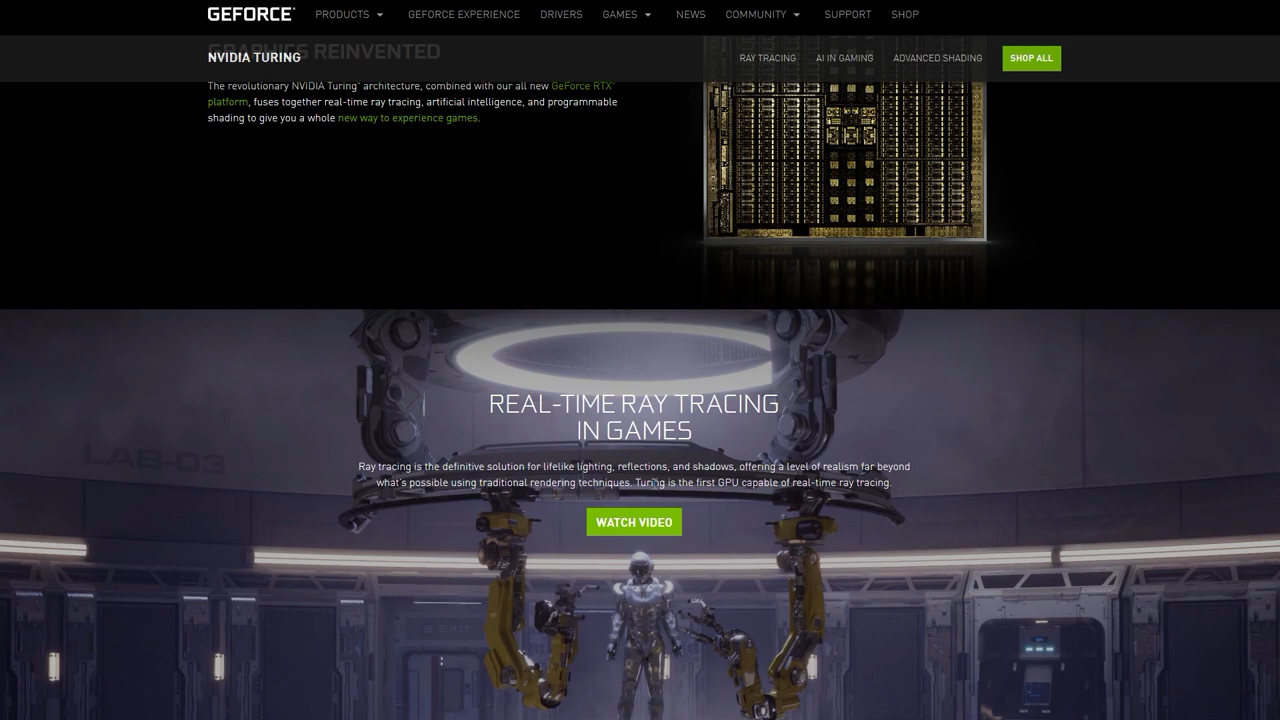 GEFORCE
PRODUCTS
GEFORCE EXPERIENCE
DRIVERS
GAMES
NEWS
COMMUNITY
SUPPORT
SHOP
GRAPHICS REINVENTED
NVIDIA TURING
RAY TRACING
AI IN GAMING
ADVANCED SHADING
SHOP ALL
The revolutionary NVIDIA Turing™ architecture, combined with our all new GeForce RTX™
platform, fuses together real-time ray tracing, artificial intelligence, and programmable
shading to give you a whole new way to experience games.
REAL-TIME RAY TRACING
IN GAMES
LAB-03
Ray tracing is the definitive solution for lifelike lighting, reflections, and shadows, offering a level of realism far beyond
what's possible using traditional rendering techniques. Turing is the first GPU capable of real-time ray tracing.
WATCH VIDEO
EXIT